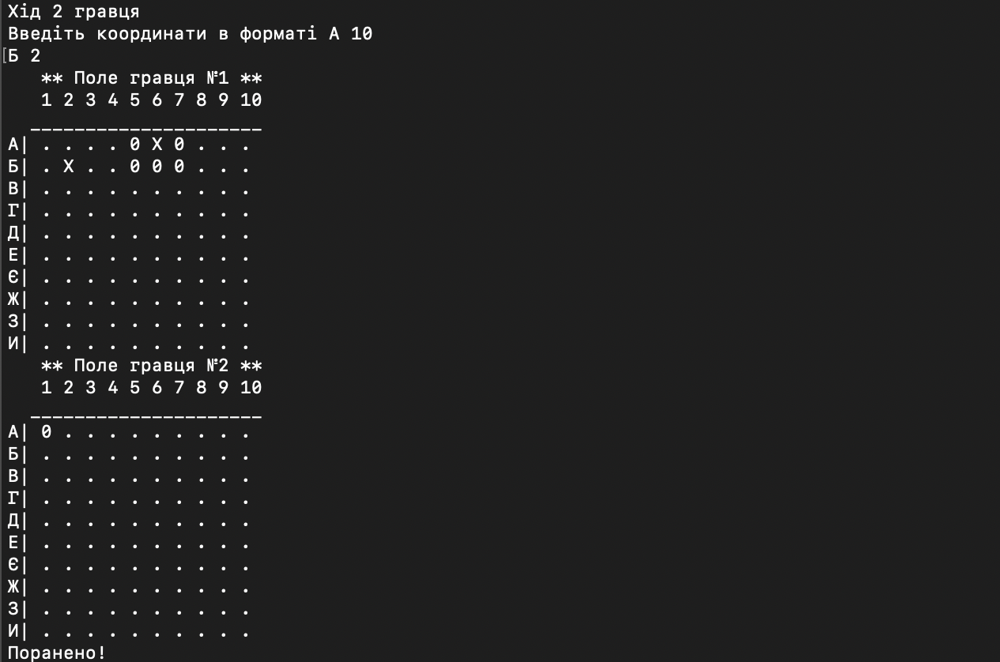 Хід 2 гравця
Введіть координати в форматі А 10
[Б 2
** Поле гравця №1 **
1 2 3 4 5 6 7 8 9 10
_____________________
А| . . . . 0 X 0 . . .
Б| . X . . 0 0 0 . . .
В| . . . . . . . . . .
Г| . . . . . . . . . .
Д| . . . . . . . . . .
Е| . . . . . . . . . .
Є| . . . . . . . . . .
Ж| . . . . . . . . . .
З| . . . . . . . . . .
И| . . . . . . . . . .
** Поле гравця №2 **
1 2 3 4 5 6 7 8 9 10
_____________________
А| 0 . . . . . . . . .
Б| . . . . . . . . . .
В| . . . . . . . . . .
Г| . . . . . . . . . .
Д| . . . . . . . . . .
Е| . . . . . . . . . .
Є| . . . . . . . . . .
Ж| . . . . . . . . . .
З| . . . . . . . . . .
И| . . . . . . . . . .
Поранено!